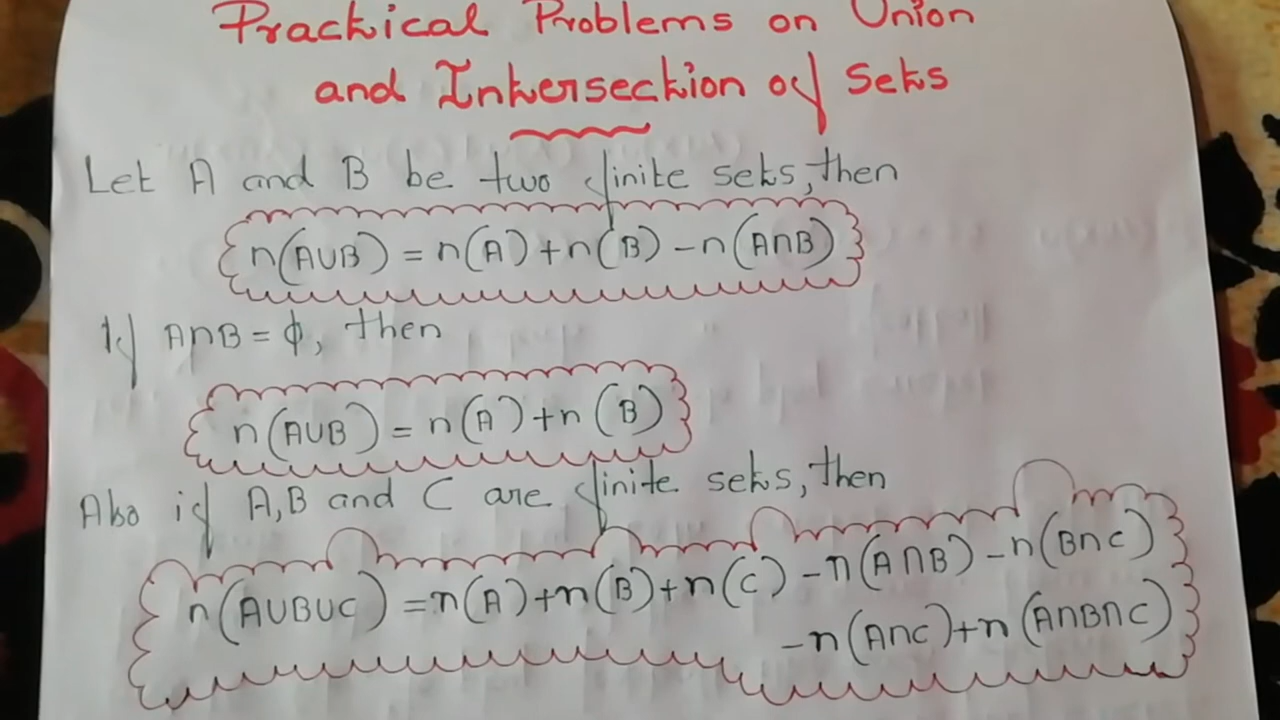 Practical Problems on Union
and Intersection of Sets
Let A and B be two finite sets, then
n(A∪B) = n(A) + n(B) - n(A∩B)
If A∩B = ϕ, then
n(A∪B) = n(A) + n(B)
Also if A, B and C are finite sets, then
n(A∪B∪C) = n(A) + n(B) + n(C) - n(A∩B) - n(B∩C)
- n(A∩C) + n(A∩B∩C)